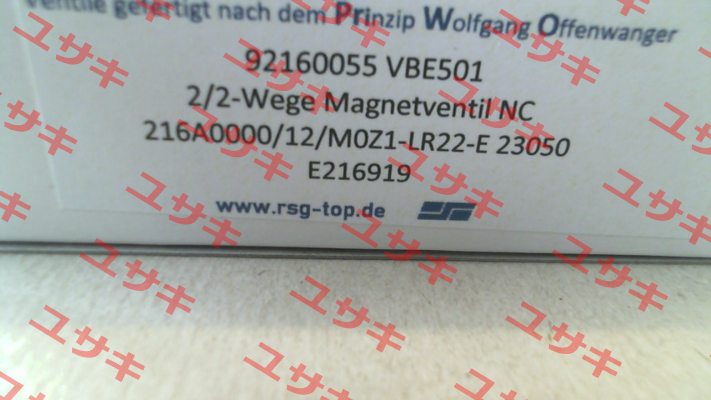 Ventile gefertigt nach dem Prinzip Wolfgang Offenwanger
92160055 VBE501
2/2-Wege Magnetventil NC
216A0000/12/M0Z1-LR22-E 23050
E216919
www.rsg-top.de
ユサキ